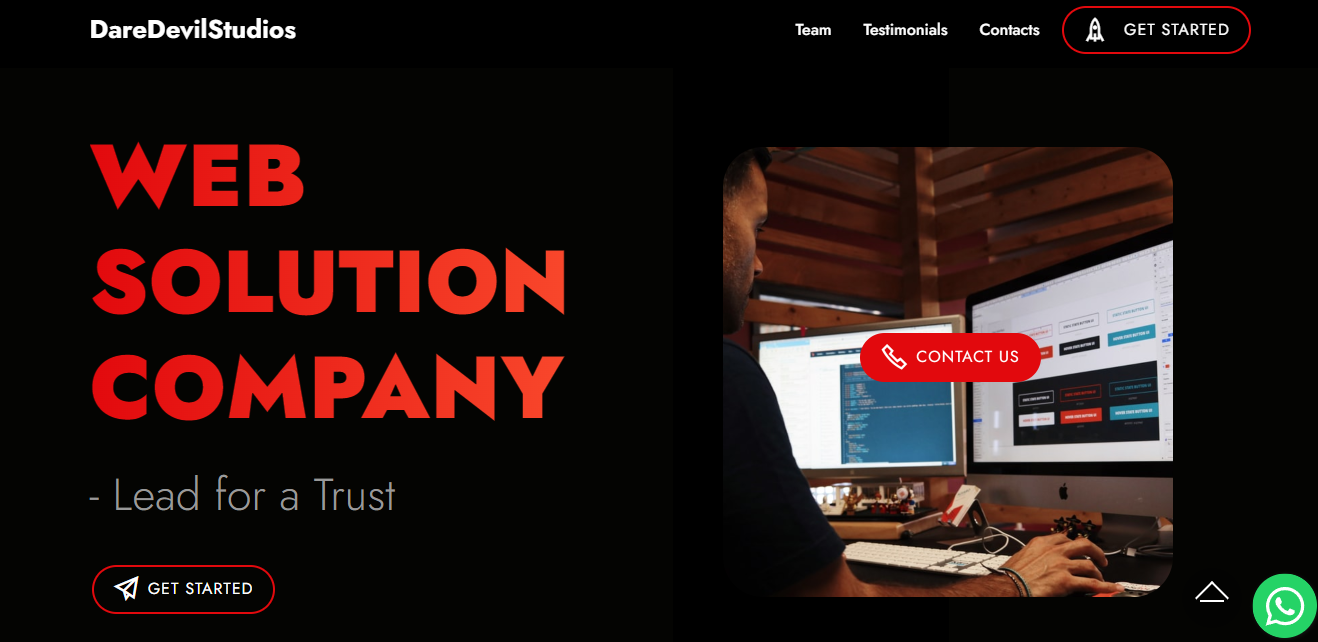 DareDevilStudios
Team
Testimonials
Contacts
GET STARTED
WEB
SOLUTION
COMPANY
- Lead for a Trust
GET STARTED
CONTACT US